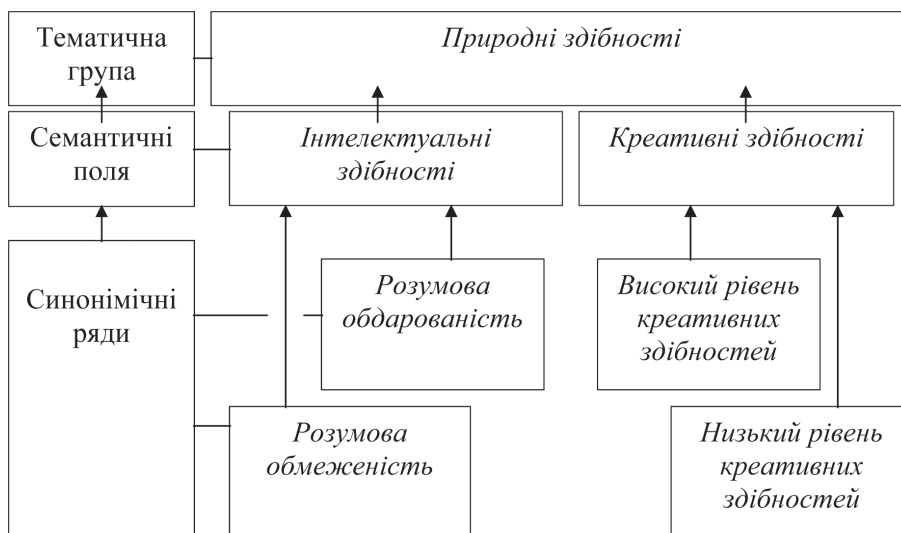 Тематична
група
Природні здібності
Семантичні
поля
Інтелектуальні
здібності
Креативні здібності
Синонімічні
ряди
Розумова
обдарованість
Високий рівень
креативних
здібностей
Розумова
обмеженість
Низький рівень
креативних
здібностей